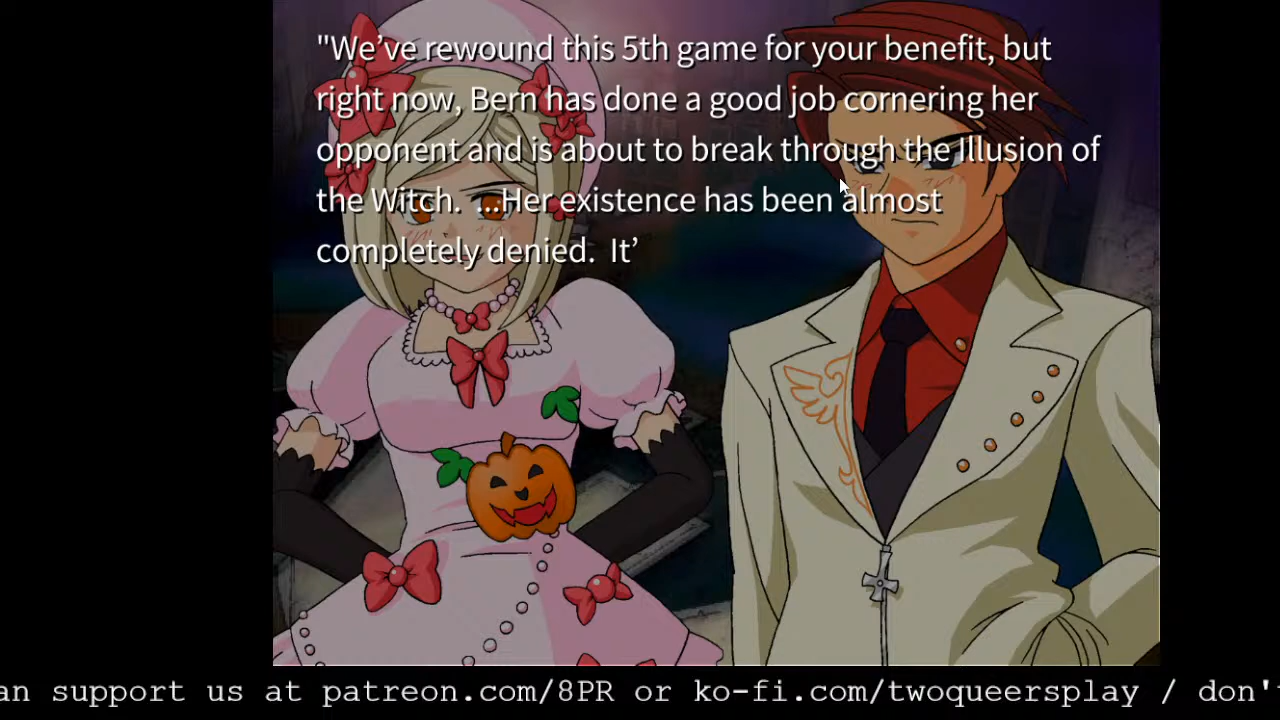 "We’ve rewound this 5th game for your benefit, but
right now, Bern has done a good job cornering her
opponent and is about to break through the Illusion of
the Witch.  ...Her existence has been almost
completely denied.  It’
an support us at patreon.com/8PR or ko-fi.com/twoqueersplay / don'